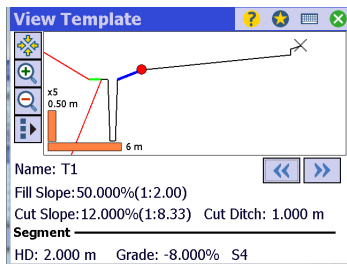 View Template
?
x5
0.50 m
6 m
Name: T1
Fill Slope:50.000%(1:2.00)
Cut Slope:12.000%(1:8.33) Cut Ditch: 1.000 m
Segment
HD: 2.000 m Grade: -8.000% S4